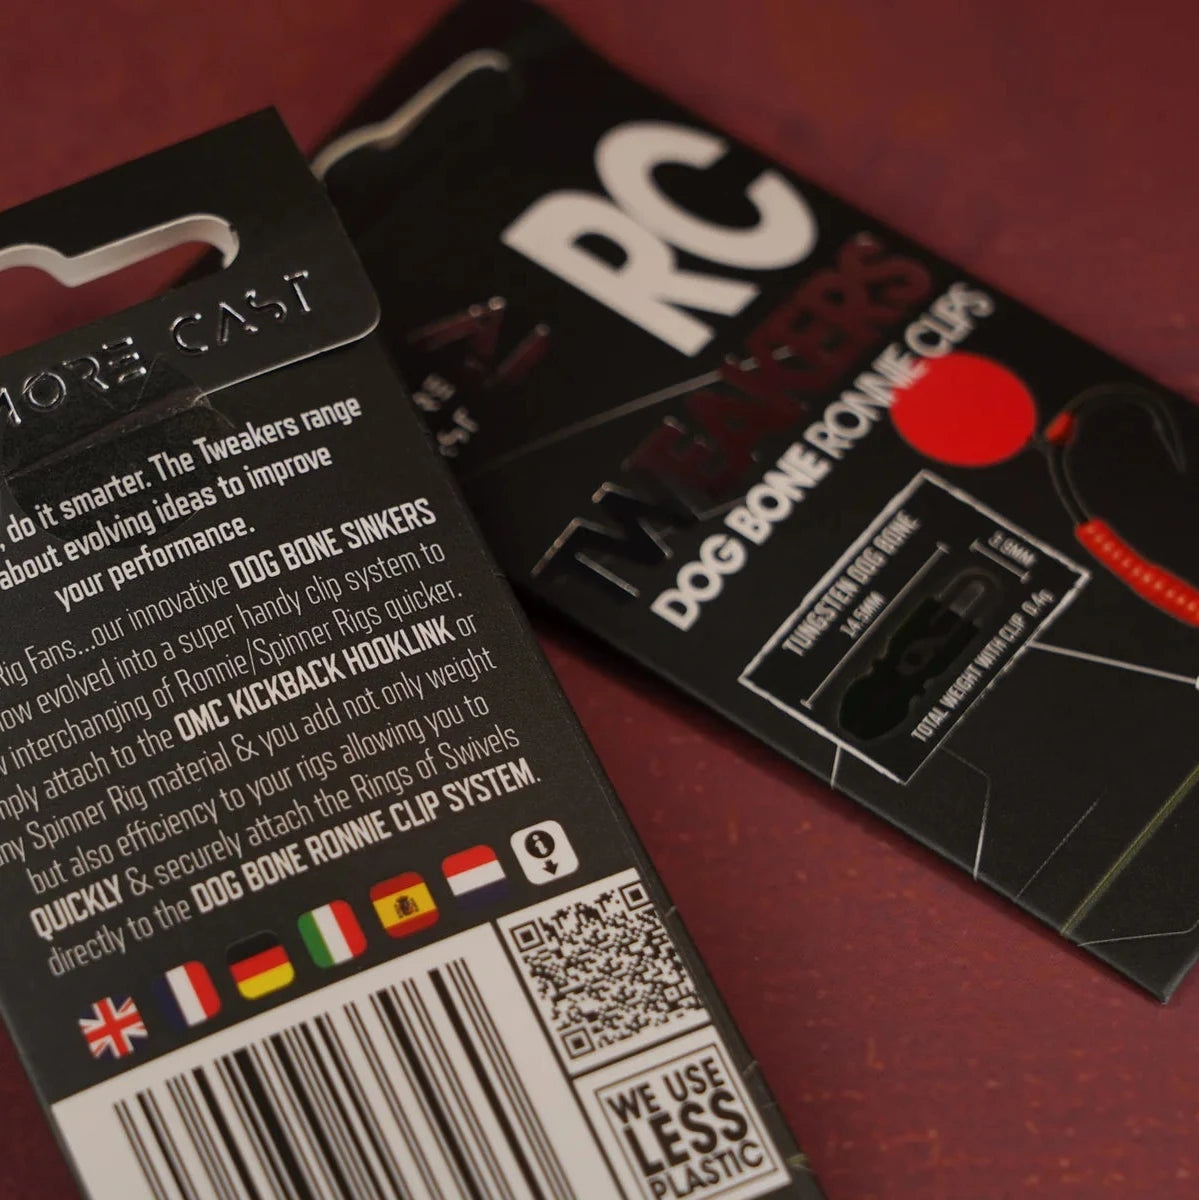 MORE CAST
do it smarter. The Tweakers range
about evolving ideas to improve
your performance.
Rig Fans...our innovative DOG BONE SINKERS
now evolved into a super handy clip system to
interchanging of Ronnie/Spinner Rigs quicker.
attach to the OMC KICKBACK HOOKLINK or
Spinner Rig material & you add not only weight
but also efficiency to your rigs allowing you to
QUICKLY & securely attach the Rings of Swivels
directly to the DOG BONE RONNIE CLIP SYSTEM.
WE USE
LESS
PLASTIC
RC
TWEAKERS
DOG BONE RONNIE CLIPS
TUNGSTEN DOG BONE
14.5MM
TOTAL WEIGHT WITH CLIP 0.4g